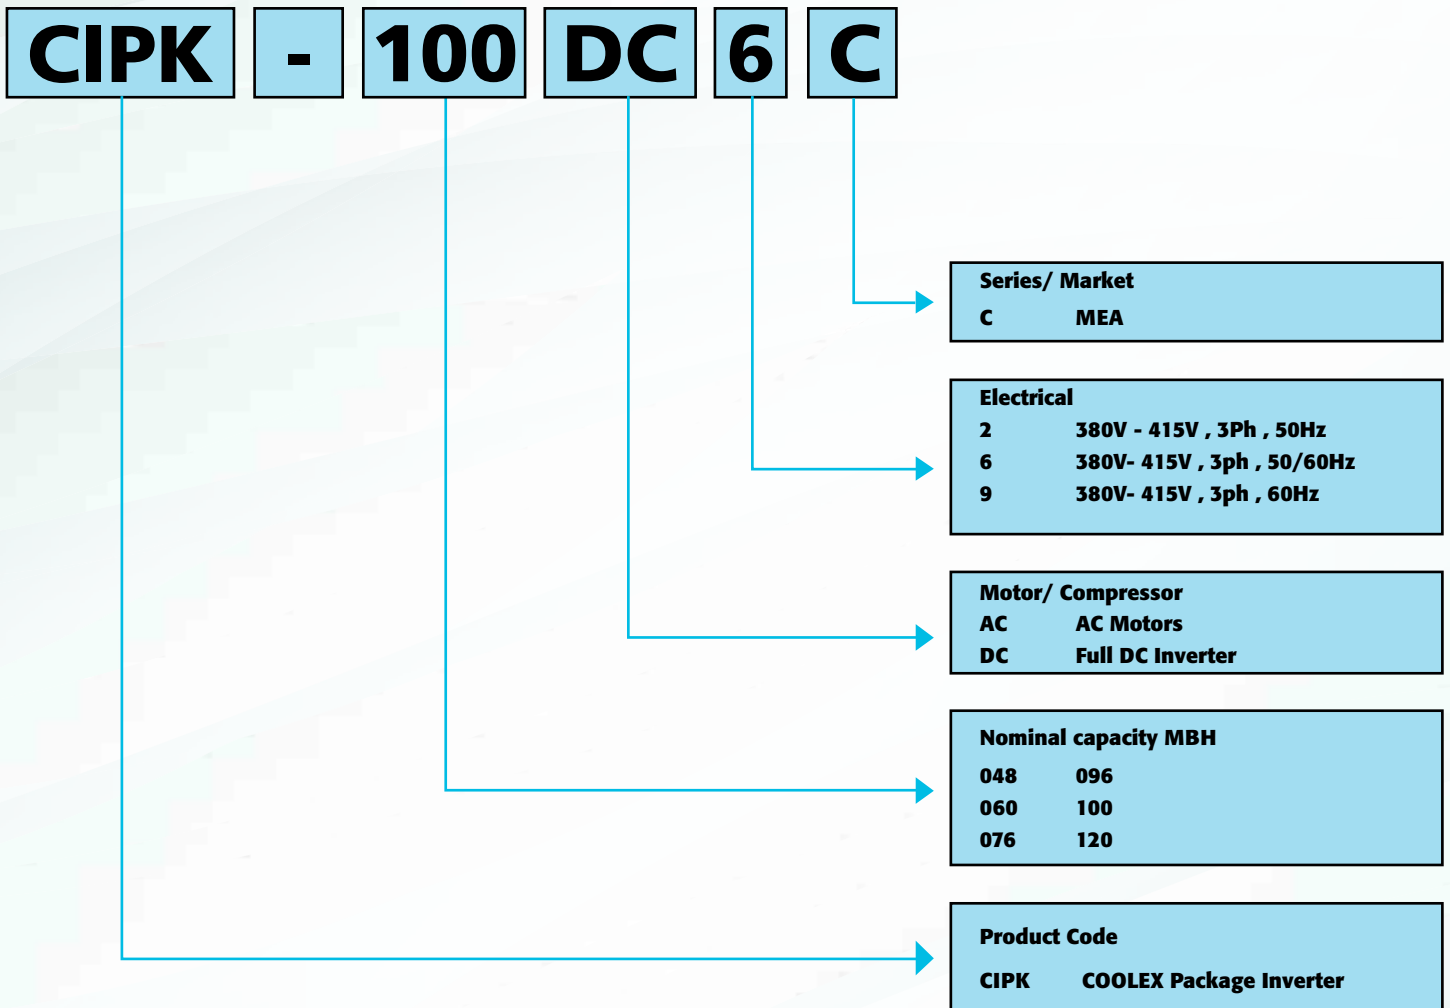 CIPK - 100 DC 6 C
Series/ Market
C MEA
Electrical
2 380V - 415V , 3Ph , 50Hz
6 380V- 415V , 3ph , 50/60Hz
9 380V- 415V , 3ph , 60Hz
Motor/ Compressor
AC AC Motors
DC Full DC Inverter
Nominal capacity MBH
048 096
060 100
076 120
Product Code
CIPK COOLEX Package Inverter